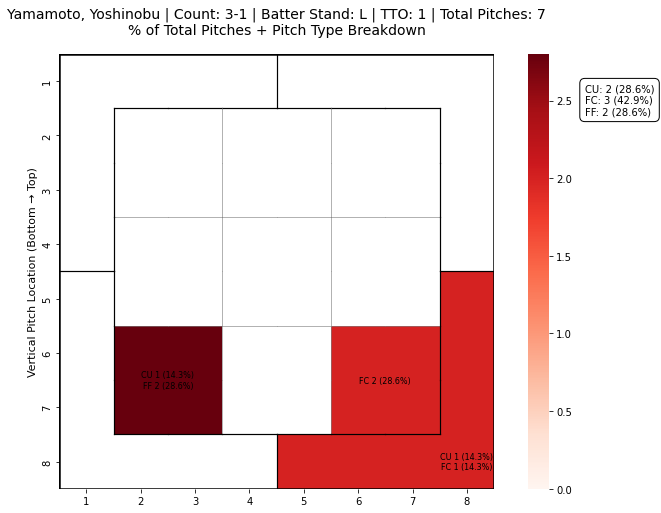 Yamamoto, Yoshinobu | Count: 3-1 | Batter Stand: L | TTO: 1 | Total Pitches: 7
% of Total Pitches + Pitch Type Breakdown
CU: 2 (28.6%)
FC: 3 (42.9%)
FF: 2 (28.6%)
Vertical Pitch Location (Bottom → Top)
1
2
3
4
5
6
7
8
CU 1 (14.3%)
FF 2 (28.6%)
FC 2 (28.6%)
CU 1 (14.3%)
FC 1 (14.3%)
1 2 3 4 5 6 7 8
2.5
2.0
1.5
1.0
0.5
0.0